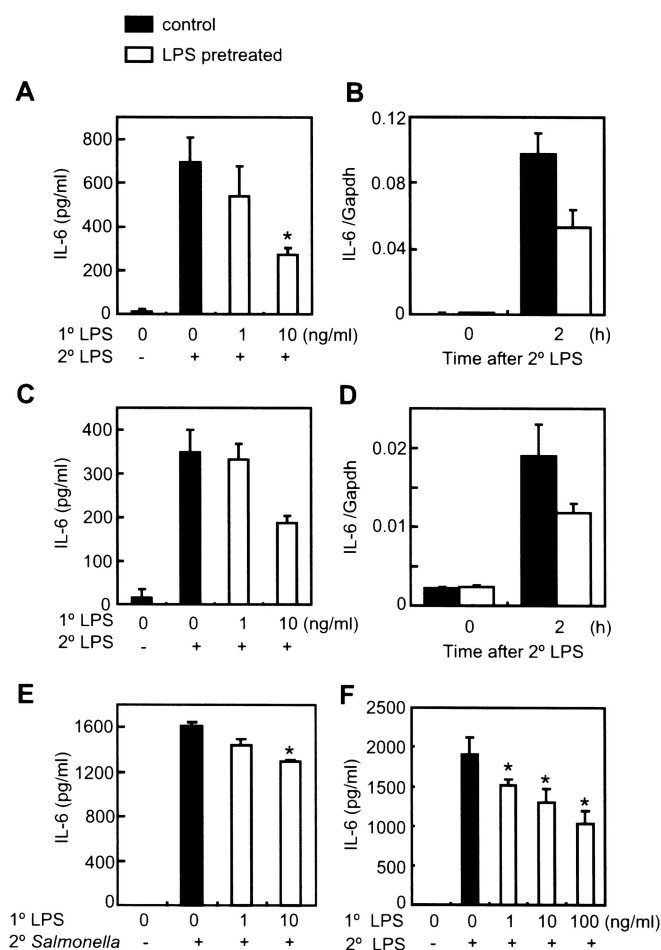 control
LPS pretreated
A
800
600
400
200
0
IL-6 (pg/ml)
1º LPS 0 0 1 10 (ng/ml)
2º LPS - + + +
B
0.12
0.08
0.04
0
IL-6 /Gapdh
0 2 (h)
Time after 2º LPS
C
400
300
200
100
0
IL-6 (pg/ml)
1º LPS 0 0 1 10 (ng/ml)
2º LPS - + + +
D
0.02
0.01
0
IL-6 /Gapdh
0 2 (h)
Time after 2º LPS
E
1600
1200
800
400
0
IL-6 (pg/ml)
1º LPS 0 0 1 10
2º Salmonella - + + +
F
2500
2000
1500
1000
500
0
IL-6 (pg/ml)
1º LPS 0 0 1 10 100 (ng/ml)
2º LPS - + + + +